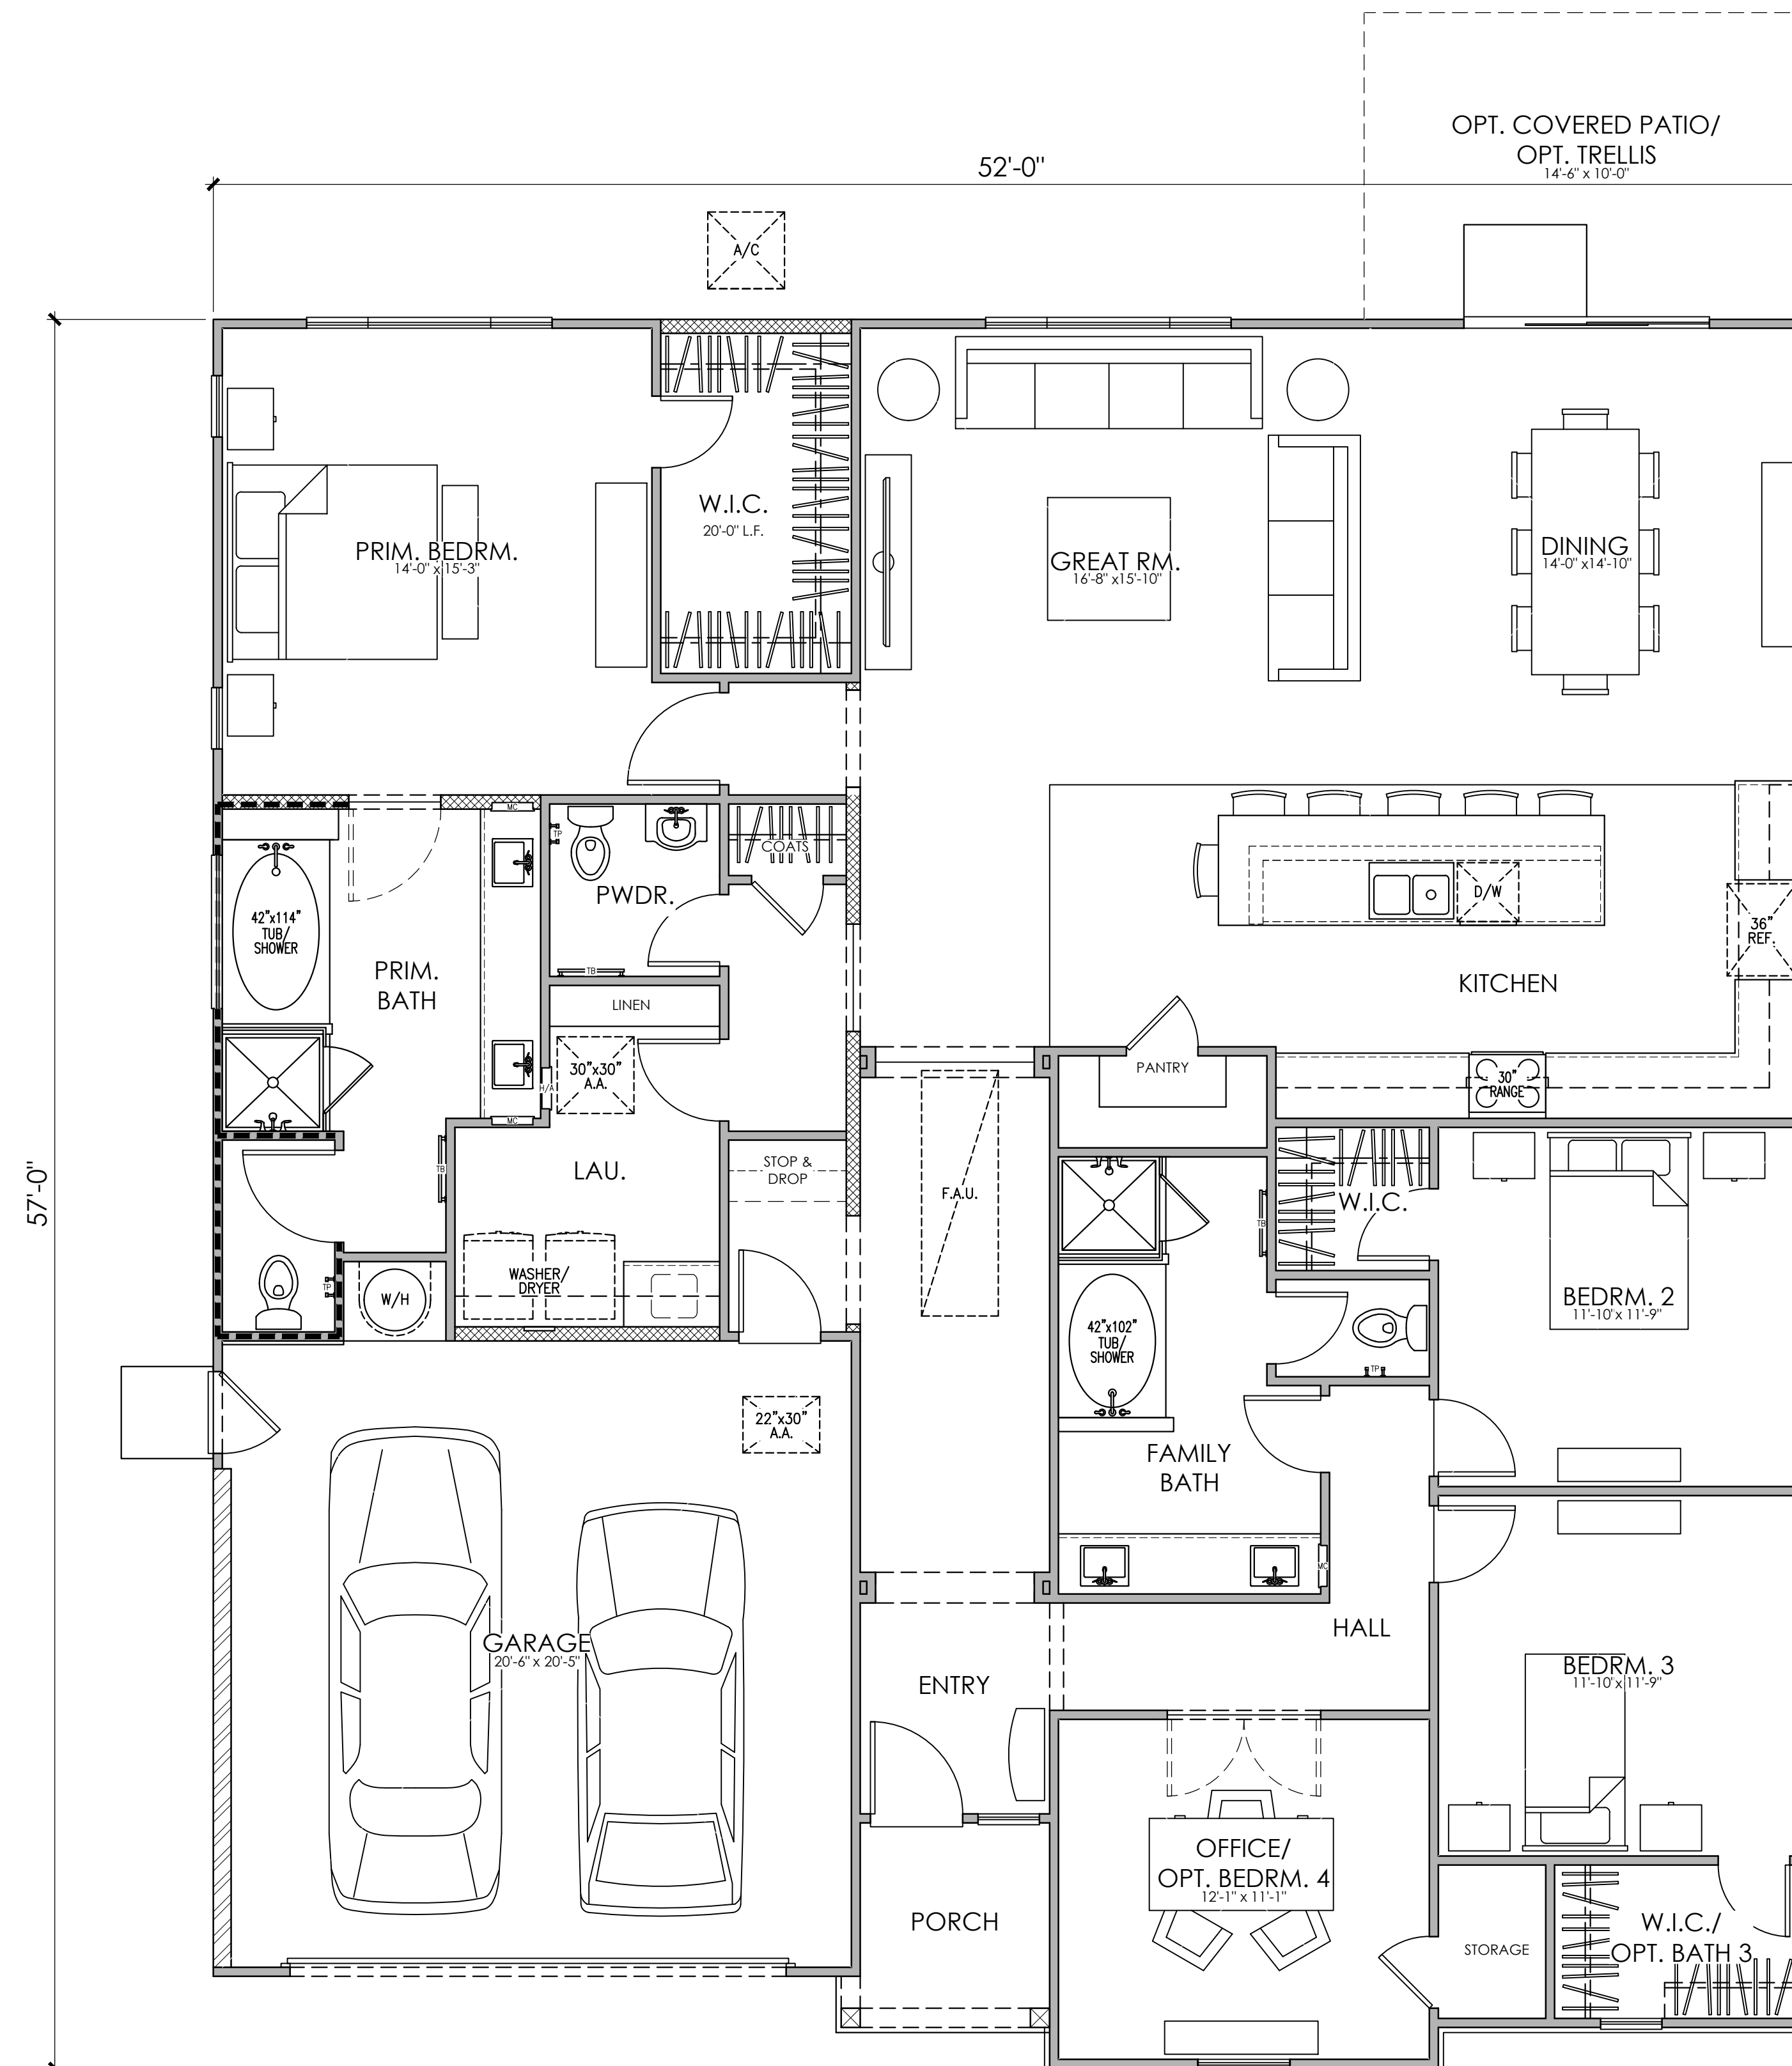 OPT. COVERED PATIO/
OPT. TRELLIS
14'-6" x 10'-0"
52'-0"
A/C
W.I.C.
20'-0" L.F.
PRIM. BEDRM.
14'-0" x 15'-3"
GREAT RM.
16'-8" x15'-10"
DINING
14'-0" x14'-10"
MC
TP
COATS
PWDR.
D/W
42"x114"
TUB/
SHOWER
36"
REF.
PRIM.
BATH
TB
KITCHEN
LINEN
30"x30"
A.A.
H/A
PANTRY
30"
RANGE
MC
TB
LAU.
STOP &
DROP
57'-0"
F.A.U.
TB
W.I.C.
WASHER/
DRYER
TP
W/H
BEDRM. 2
11'-10" x 11'-9"
42"x102"
TUB/
SHOWER
TP
22"x30"
A.A.
FAMILY
BATH
MC
HALL
GARAGE
20'-6" x 20'-5"
BEDRM. 3
11'-10" x 11'-9"
ENTRY
OFFICE/
OPT. BEDRM. 4
12'-1" x 11'-1"
PORCH
STORAGE
W.I.C./
OPT. BATH 3